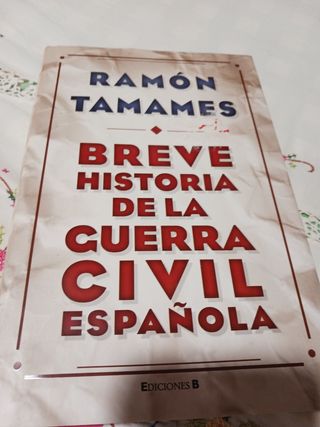 RAMÓN
TAMAMES
BREVE
HISTORIA
DE LA
GUERRA
CIVIL
ESPAÑOLA
EDICIONES B